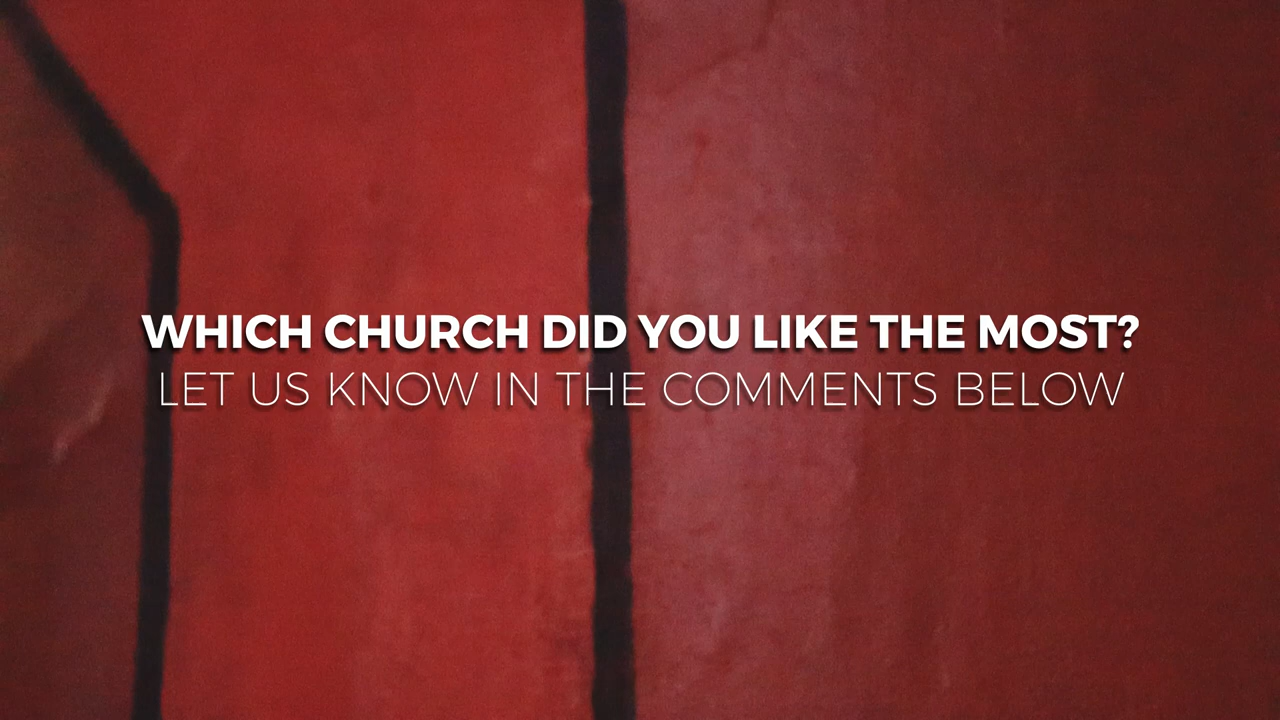 WHICH CHURCH DID YOU LIKE THE MOST?
LET US KNOW IN THE COMMENTS BELOW